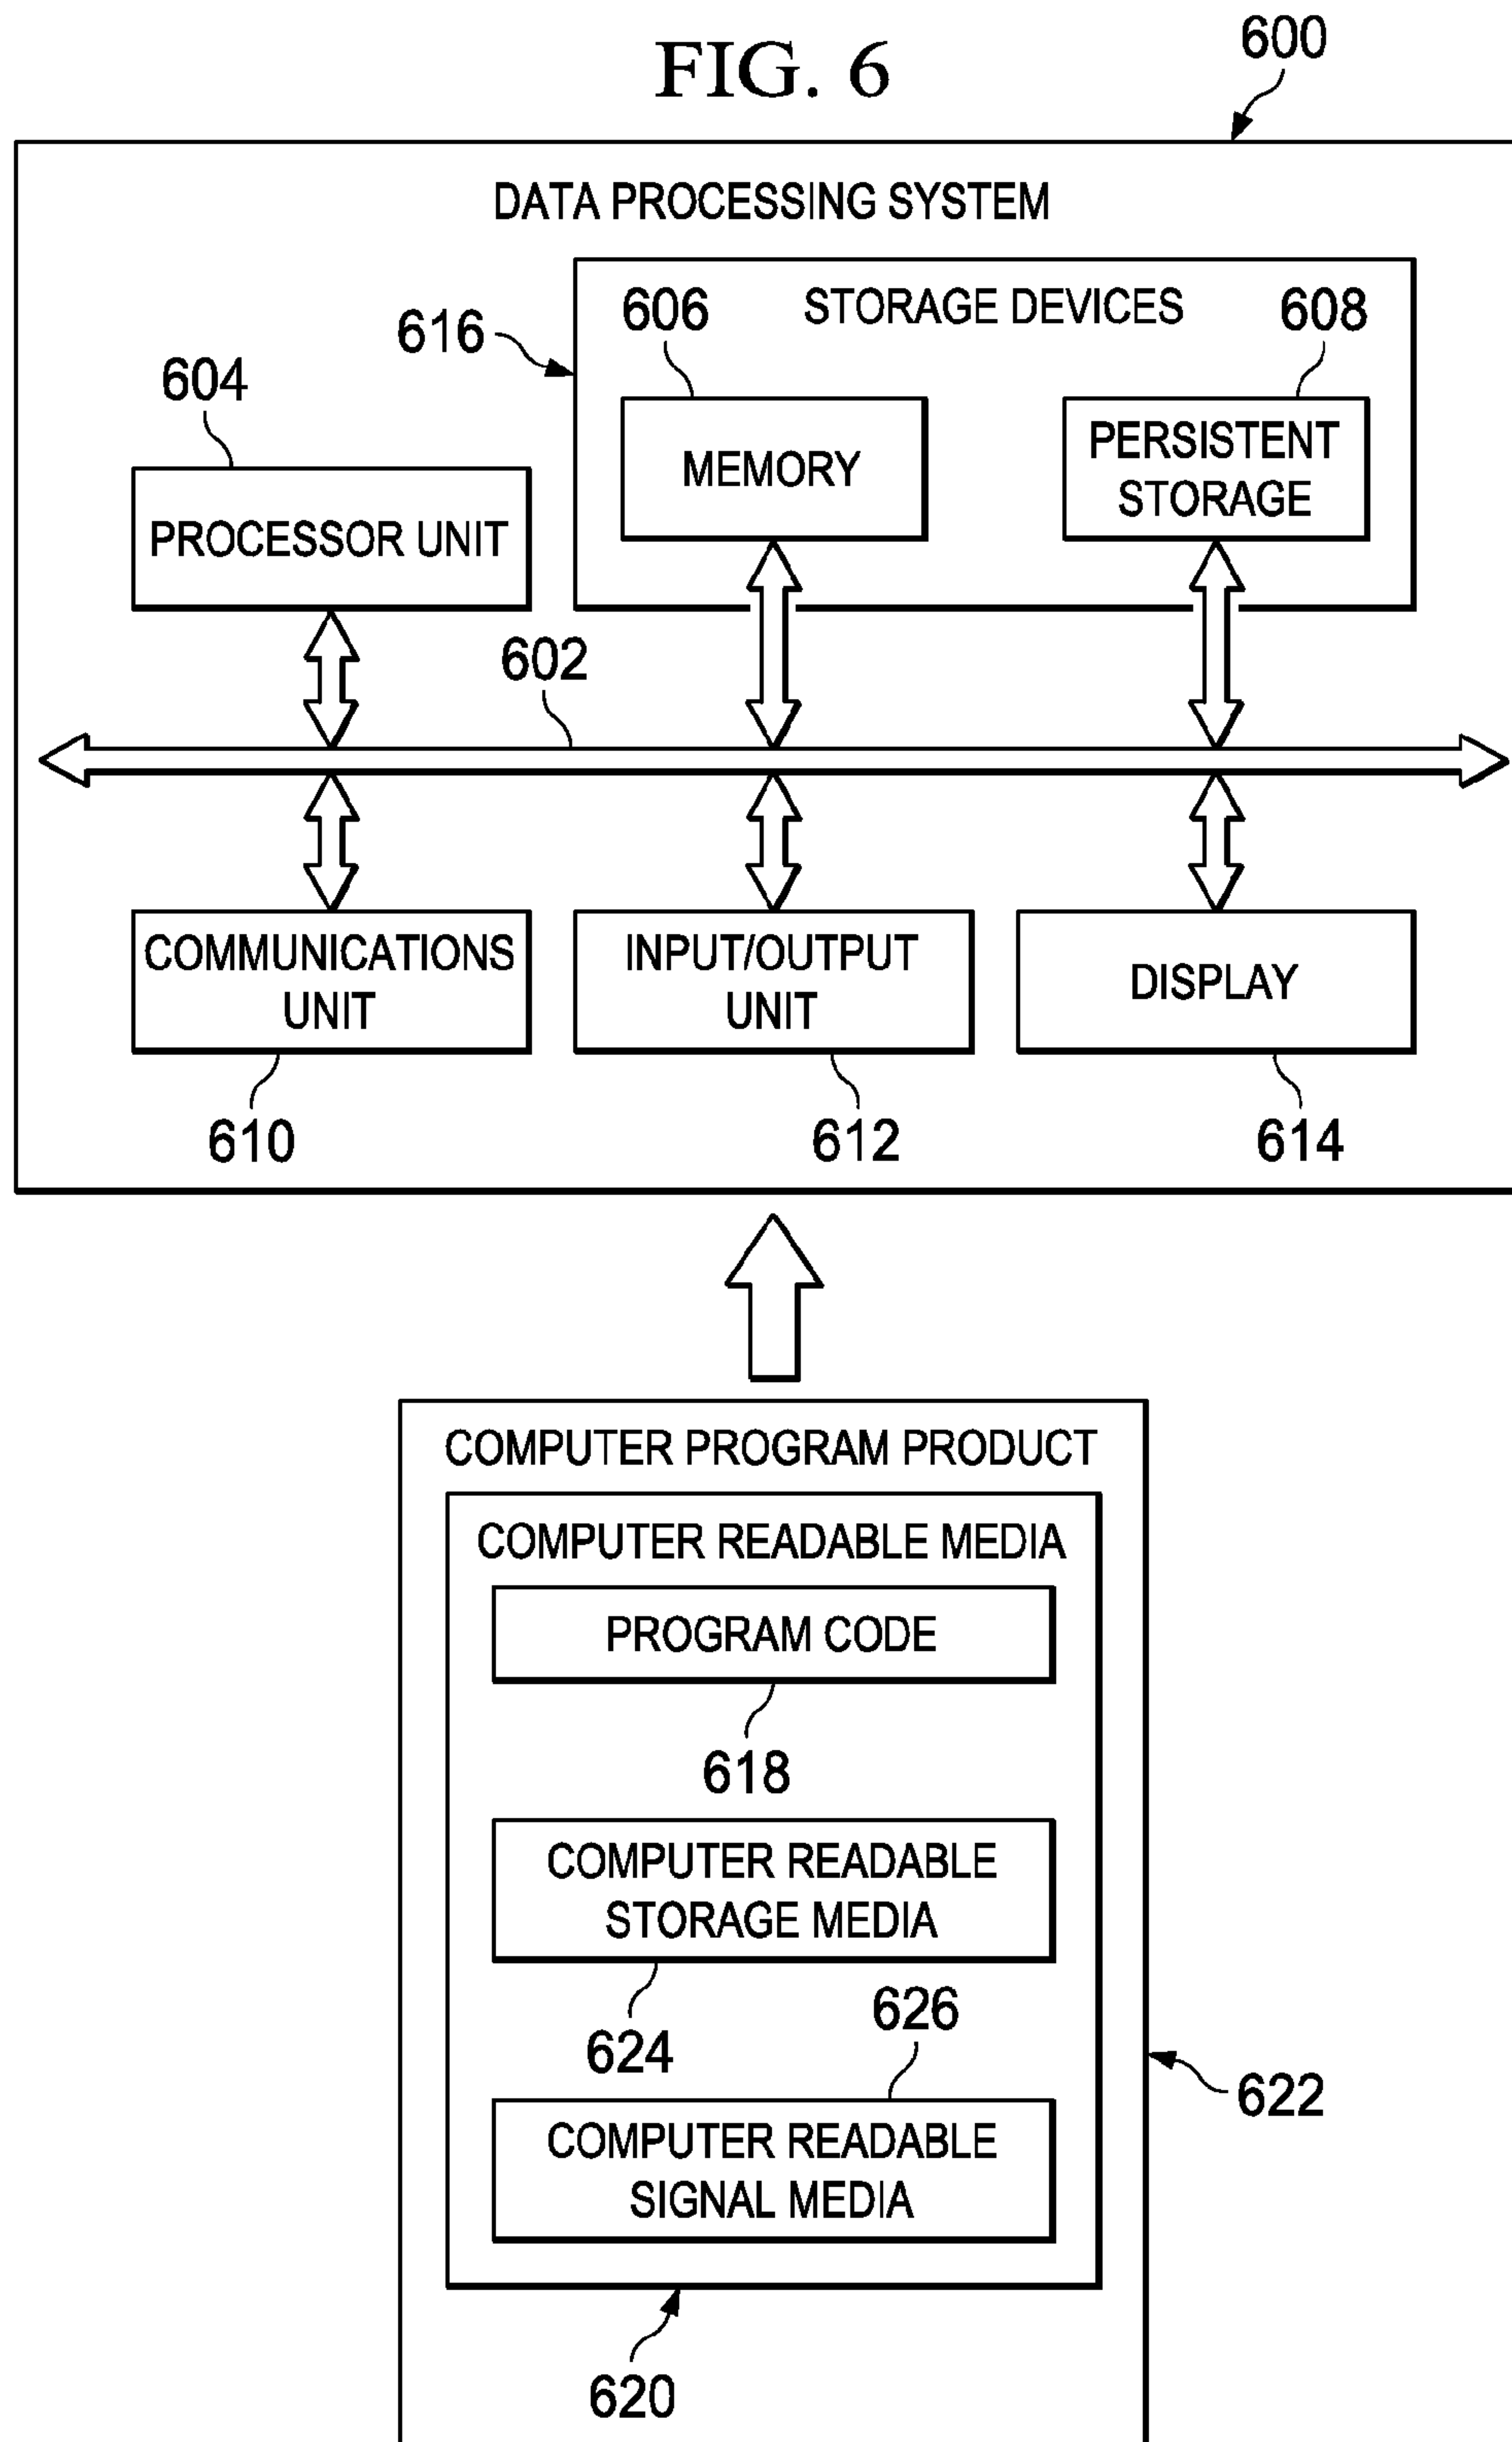 FIG. 6
600
DATA PROCESSING SYSTEM
616
606
STORAGE DEVICES
608
604
MEMORY
PERSISTENT
STORAGE
PROCESSOR UNIT
602
COMMUNICATIONS
UNIT
INPUT/OUTPUT
UNIT
DISPLAY
610
612
614
COMPUTER PROGRAM PRODUCT
COMPUTER READABLE MEDIA
PROGRAM CODE
618
COMPUTER READABLE
STORAGE MEDIA
624
626
COMPUTER READABLE
SIGNAL MEDIA
622
620